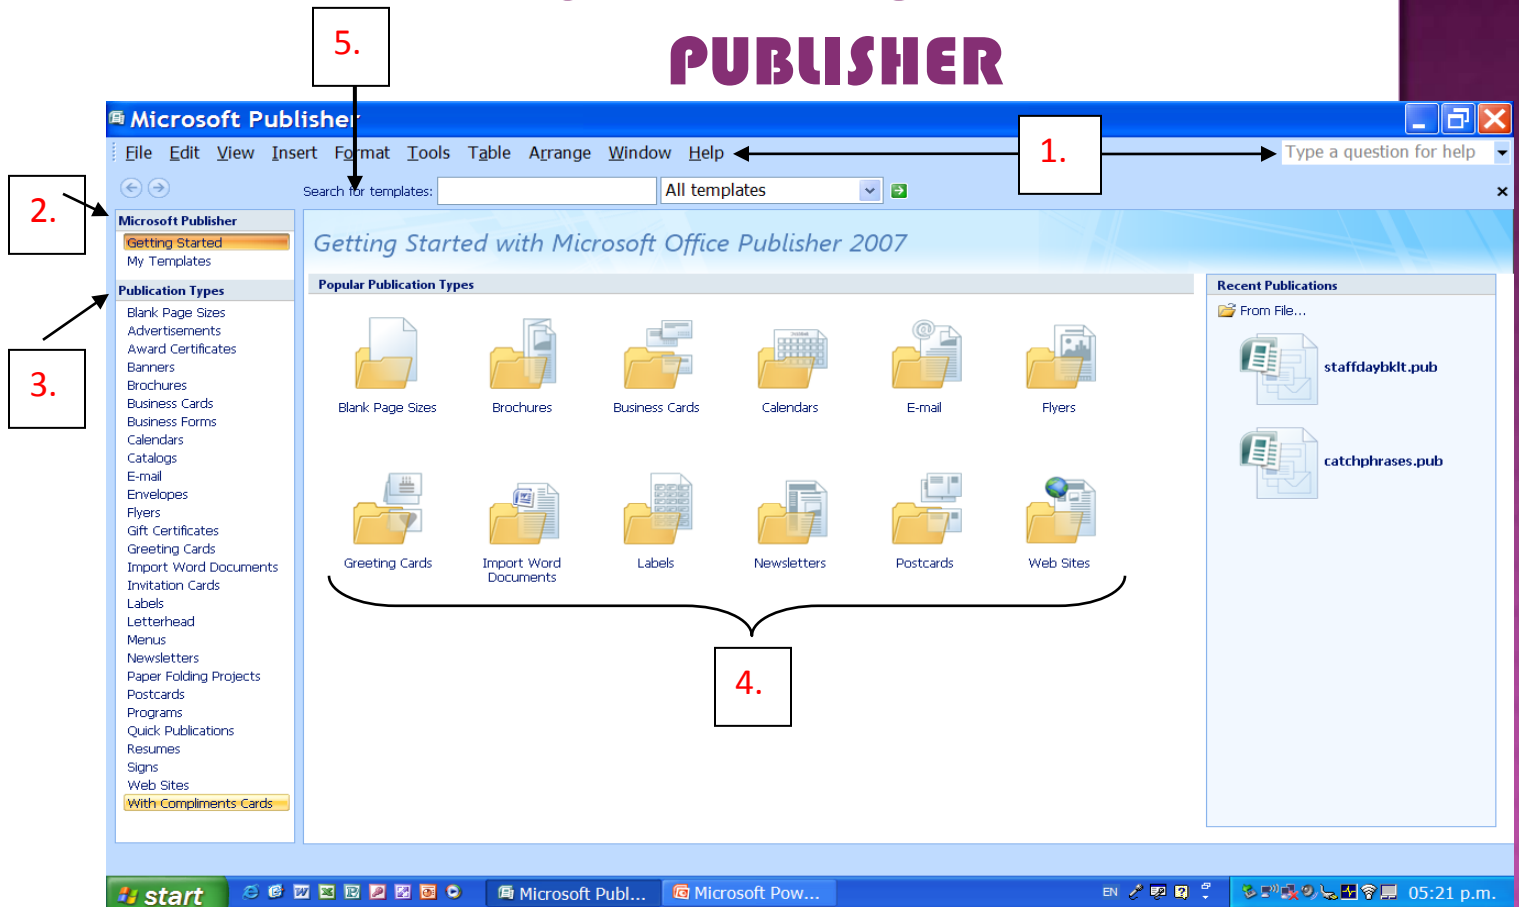 5.
PUBLISHER
Microsoft Publisher
File Edit View Insert Format Tools Table Arrange Window Help
1.
Type a question for help
Search for templates:
All templates
2.
Microsoft Publisher
Getting Started
My Templates
Getting Started with Microsoft Office Publisher 2007
3.
Publication Types
Blank Page Sizes
Advertisements
Award Certificates
Banners
Brochures
Business Cards
Business Forms
Calendars
Catalogs
E-mail
Envelopes
Flyers
Gift Certificates
Greeting Cards
Import Word Documents
Invitation Cards
Labels
Letterhead
Menus
Newsletters
Paper Folding Projects
Postcards
Programs
Quick Publications
Resumes
Signs
Web Sites
With Compliments Cards
Popular Publication Types
Blank Page Sizes
Brochures
Business Cards
Calendars
E-mail
Flyers
Greeting Cards
Import Word
Documents
Labels
Newsletters
Postcards
Web Sites
4.
Recent Publications
From File...
staffdaybklt.pub
catchphrases.pub
start
Microsoft Publ...
Microsoft Pow...
EN
05:21 p.m.